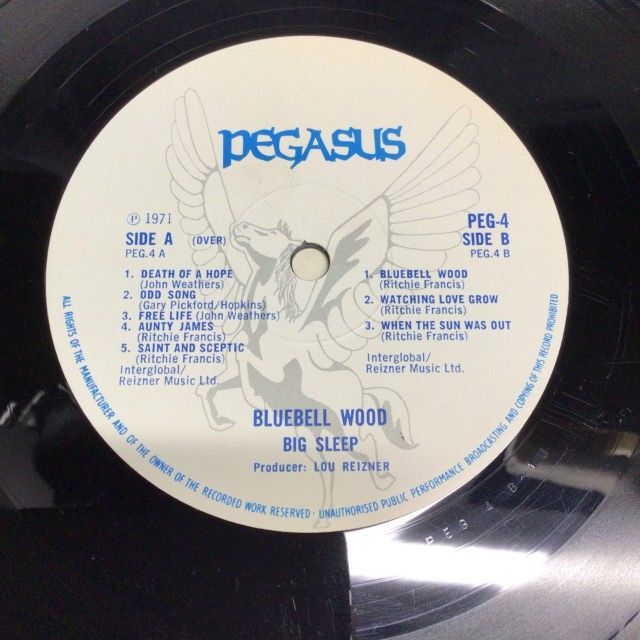 PEGASUS
℗ 1971
SIDE A (OVER)
PEG.4 A
1. DEATH OF A HOPE
(John Weathers)
2. ODD SONG
(Gary Pickford/Hopkins)
3. FREE LIFE (John Weathers)
4. AUNTY JAMES
(Ritchie Francis)
5. SAINT AND SCEPTIC
(Ritchie Francis)
Interglobal/
Reizner Music Ltd.
PEG-4
SIDE B
PEG.4 B
1. BLUEBELL WOOD
(Ritchie Francis)
2. WATCHING LOVE GROW
(Ritchie Francis)
3. WHEN THE SUN WAS OUT
(Ritchie Francis)
Interglobal/
Reizner Music Ltd.
BLUEBELL WOOD
BIG SLEEP
Producer: LOU REIZNER
ALL RIGHTS OF THE MANUFACTURER AND OF THE OWNER OF THE RECORDED WORK RESERVED · UNAUTHORISED PUBLIC PERFORMANCE BROADCASTING AND COPYING OF THIS RECORD PROHIBITED